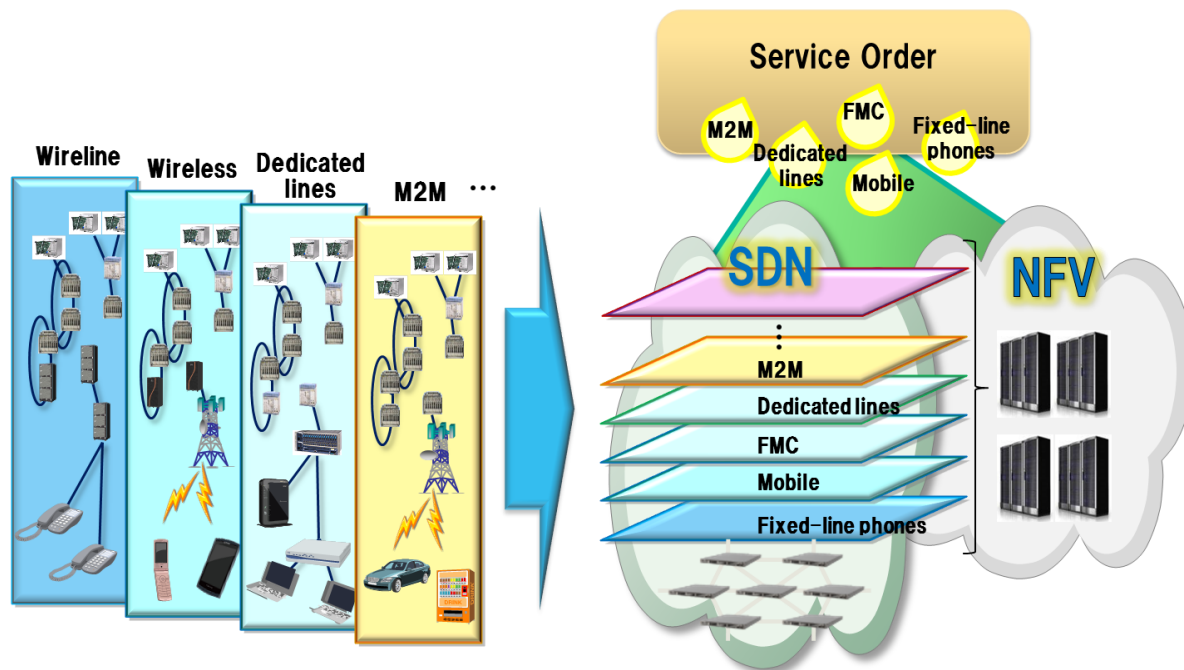 Wireline
Wireless
Dedicated
lines
M2M
...
Service Order
M2M
FMC
Fixed-line
phones
Dedicated
lines
Mobile
SDN
NFV
⋮
M2M
Dedicated lines
FMC
Mobile
Fixed-line phones